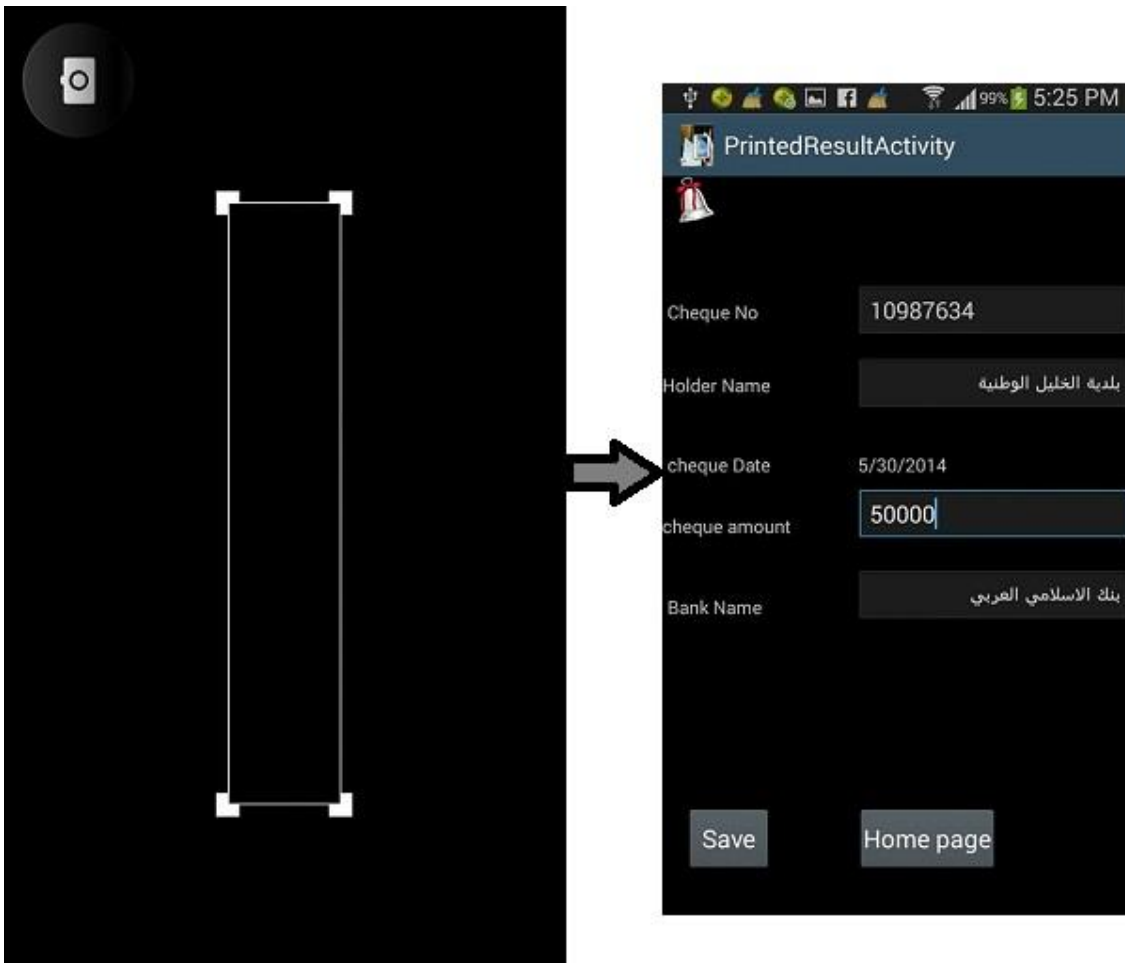 99% 5:25 PM
PrintedResultActivity
Cheque No 10987634
Holder Name بلدية الخليل الوطنية
cheque Date 5/30/2014
cheque amount 50000
Bank Name بنك الاسلامي العربي
Save Home page